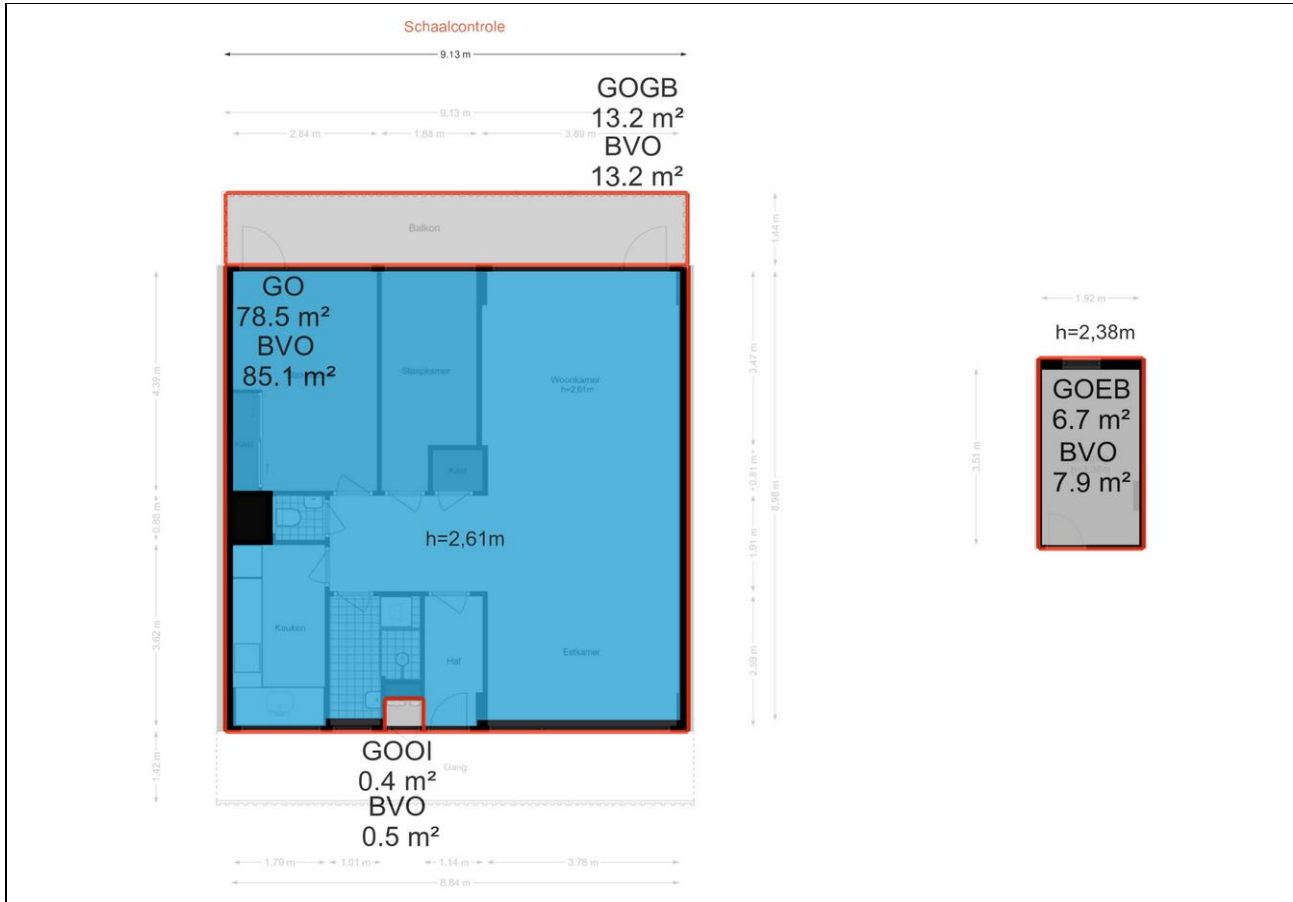 Schaalcontrole
9.13 m
9.13 m
2.84 m
1.88 m
3.89 m
GOGB
13.2 m²
BVO
13.2 m²
1.44 m
Balkon
GO
78.5 m²
BVO
85.1 m²
Slaapkamer
Woonkamer
h=2,61m
Kast
Kast
4.39 m
0.88 m
3.62 m
1.42 m
3.47 m
0.81 m
1.91 m
2.59 m
8.98 m
h=2,61m
Keuken
Hal
Eetkamer
GOOI
0.4 m²
BVO
0.5 m²
Gang
1.79 m
1.01 m
1.14 m
3.78 m
8.84 m
1.92 m
h=2,38m
3.51 m
GOEB
6.7 m²
BVO
7.9 m²